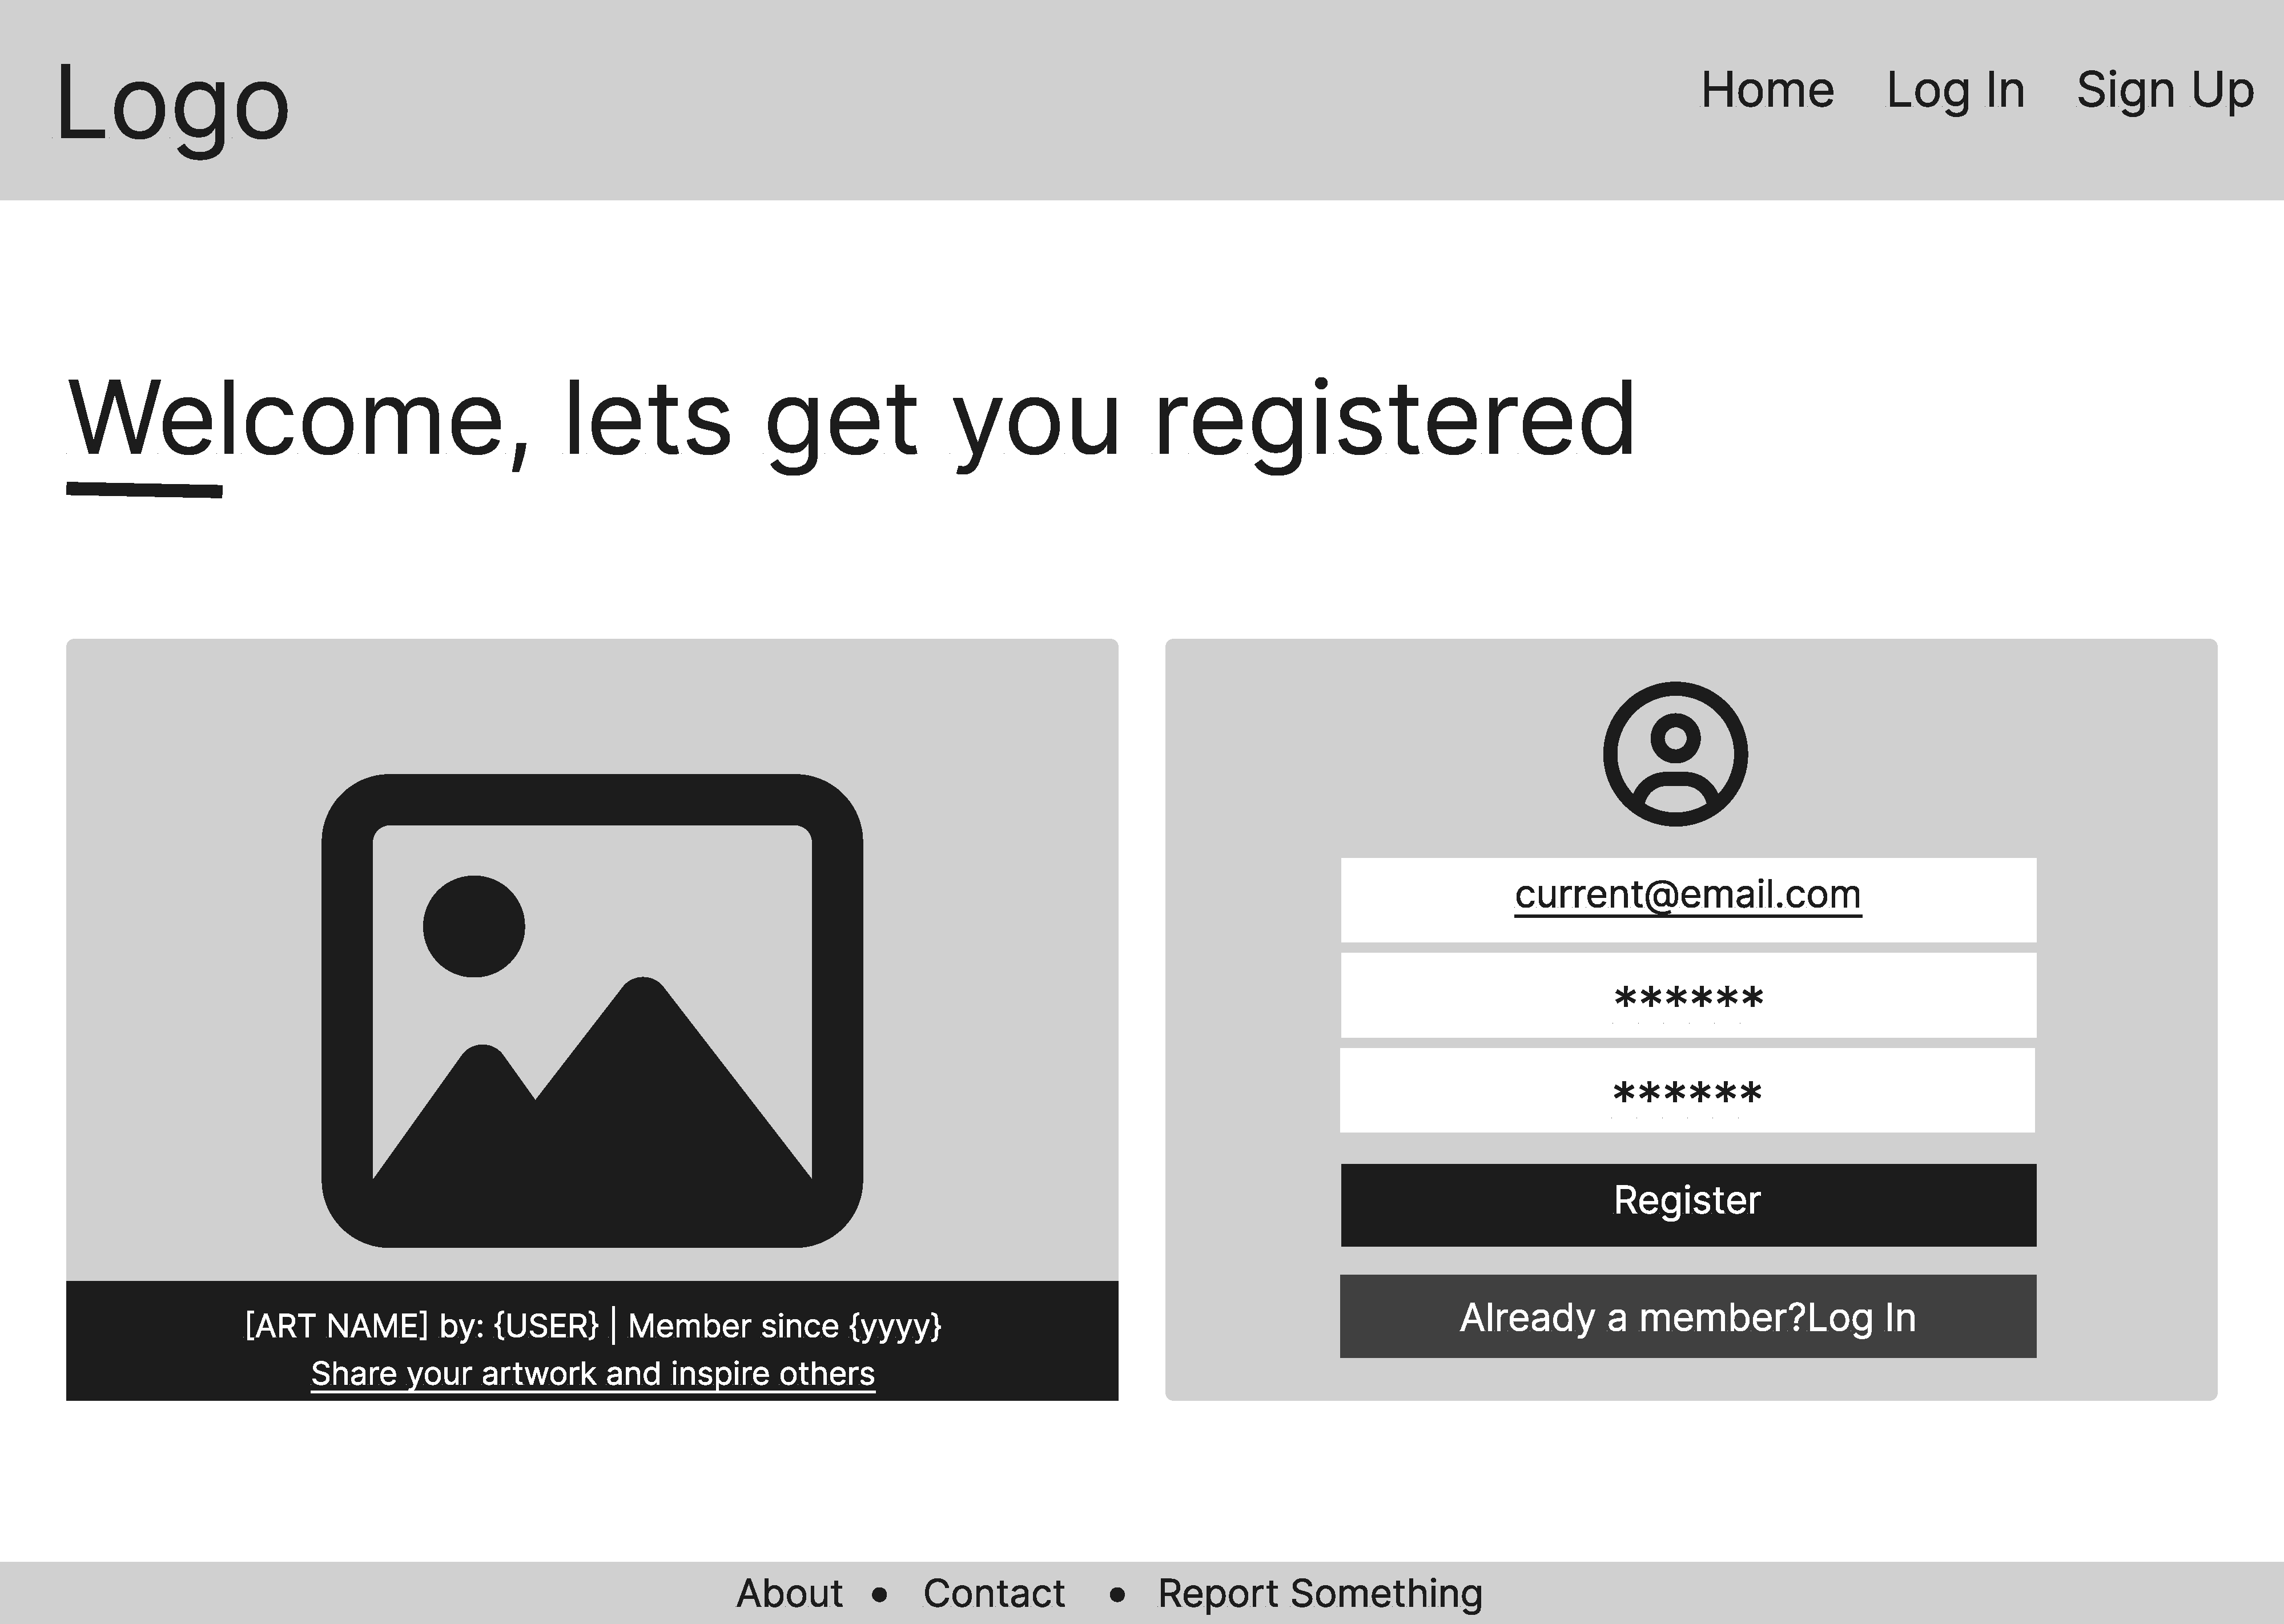 Logo
Home Log In Sign Up
Welcome, lets get you registered
current@email.com
******
******
Register
Already a member?Log In
[ART NAME] by: {USER} | Member since {yyyy}
Share your artwork and inspire others
About • Contact • Report Something